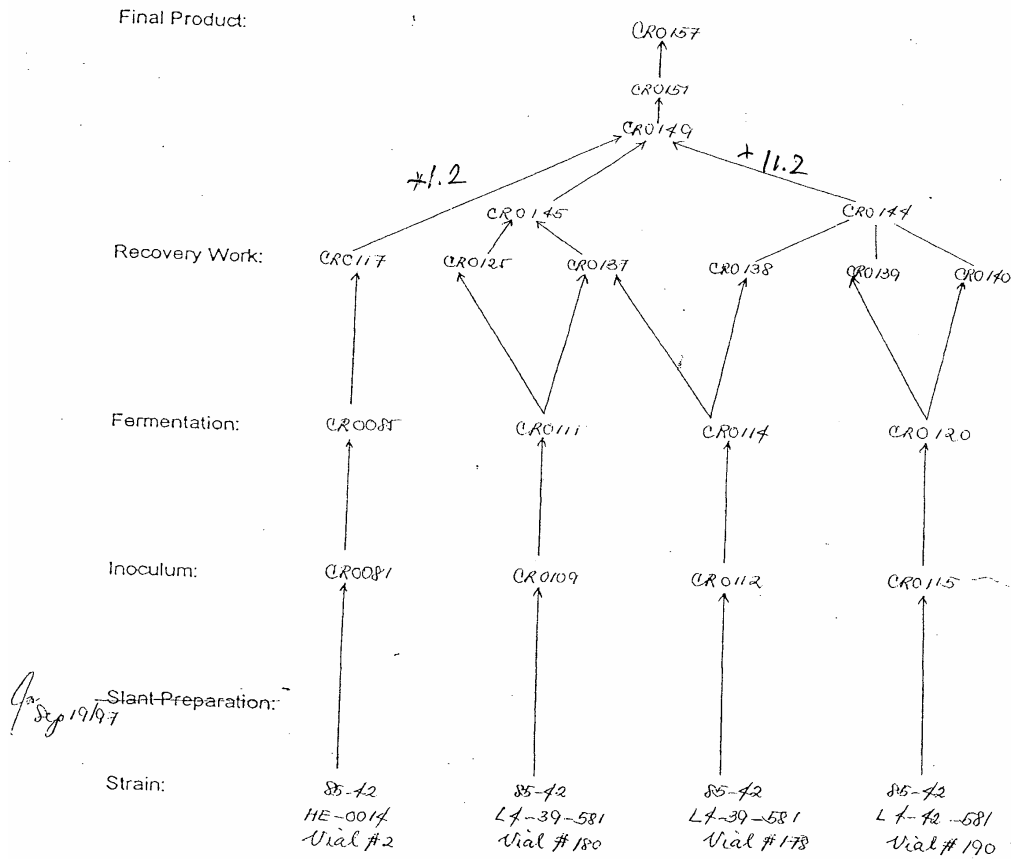 Final Product:
CR0157
CR0151
CR0149
*1.2
+ 11.2
CR0145
CR0144
Recovery Work:
CRC117
CR0125
CR0137
CR0138
CR0139
CR0140
Fermentation:
CR0085
CR0111
CR0114
CR0120
Inoculum:
CR0081
CR0109
CR0112
CR0115
Slant Preparation:
Sep 19/97
Strain:
85-42
85-42
85-42
85-42
HE-0014
L4-39-581
L4-39-581
L4-42-581
Vial #2
Vial #180
Vial #178
Vial #190